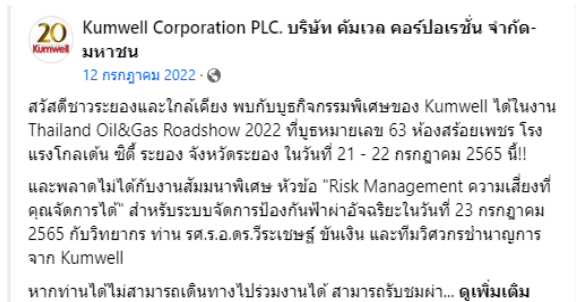 20
Kumwell
Kumwell Corporation PLC. บริษัท คัมเวล คอร์ปอเรชั่น จำกัด-
มหาชน
12 กรกฎาคม 2022 ·
สวัสดีชาวระยองและใกล้เคียง พบกับบูธกิจกรรมพิเศษของ Kumwell ได้ในงาน
Thailand Oil&Gas Roadshow 2022 ที่บูธหมายเลข 63 ห้องสร้อยเพชร โรง
แรงโกลเด้น ซิตี้ ระยอง จังหวัดระยอง ในวันที่ 21 - 22 กรกฎาคม 2565 นี้!!
และพลาดไม่ได้กับงานสัมมนาพิเศษ หัวข้อ "Risk Management ความเสี่ยงที่
คุณจัดการได้" สำหรับระบบจัดการป้องกันฟ้าผ่าอัจฉริยะในวันที่ 23 กรกฎาคม
2565 กับวิทยากร ท่าน รศ.ร.อ.ดร.วีระเชษฐ์ ขันเงิน และทีมวิศวกรชำนาญการ
จาก Kumwell
หากท่านได้ไม่สามารถเดินทางไปร่วมงานได้ สามารถรับชมผ่า... ดูเพิ่มเติม